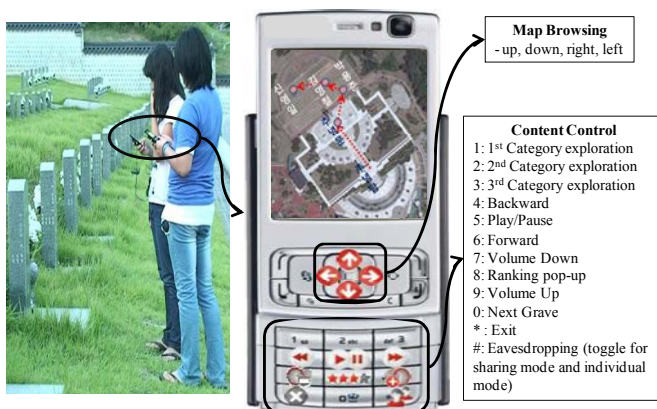 Map Browsing
- up, down, right, left
Content Control
1: 1st Category exploration
2: 2nd Category exploration
3: 3rd Category exploration
4: Backward
5: Play/Pause
6: Forward
7: Volume Down
8: Ranking pop-up
9: Volume Up
0: Next Grave
* : Exit
#: Eavesdropping (toggle for
sharing mode and individual
mode)